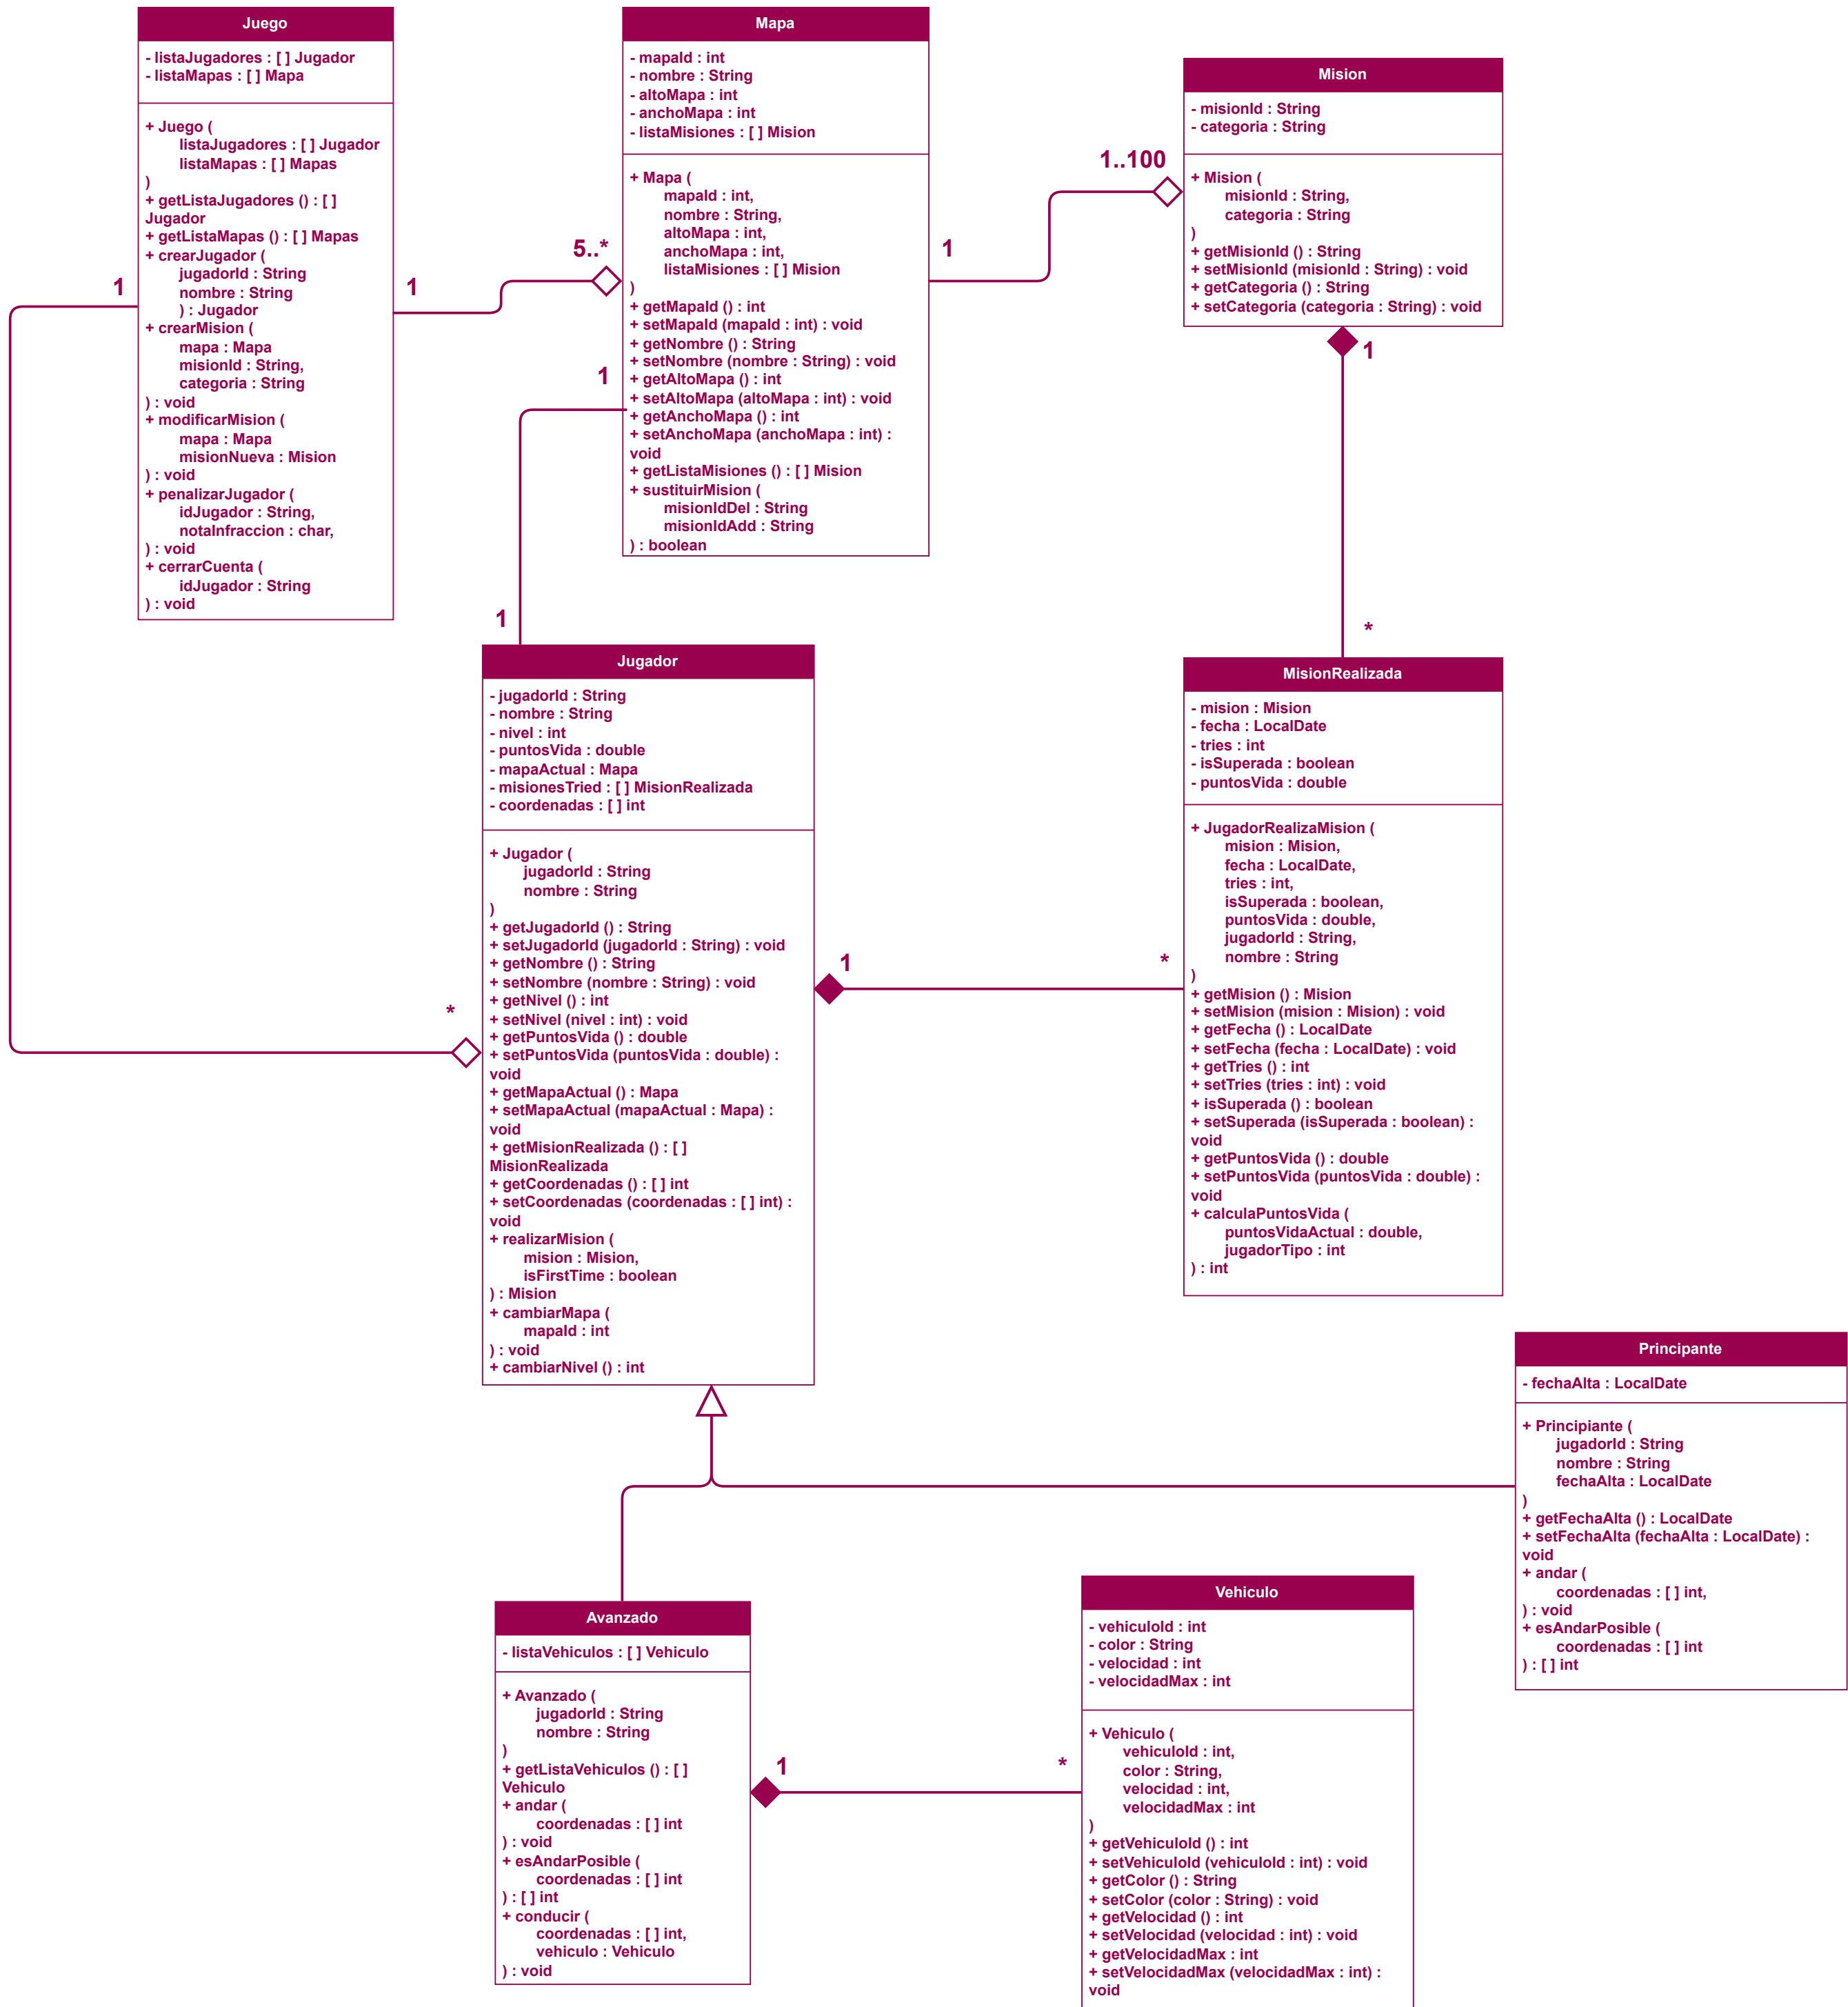 Juego
- listaJugadores : [ ] Jugador
- listaMapas : [ ] Mapa
+ Juego (
listaJugadores : [ ] Jugador
listaMapas : [ ] Mapas
)
+ getListaJugadores () : [ ]
Jugador
+ getListaMapas () : [ ] Mapas
+ crearJugador (
jugadorId : String
nombre : String
) : Jugador
+ crearMision (
mapa : Mapa
misionId : String,
categoria : String
) : void
+ modificarMision (
mapa : Mapa
misionNueva : Mision
) : void
+ penalizarJugador (
idJugador : String,
notaInfraccion : char,
) : void
+ cerrarCuenta (
idJugador : String
) : void
1
1
5..*
Mapa
- mapaId : int
- nombre : String
- altoMapa : int
- anchoMapa : int
- listaMisiones : [ ] Mision
+ Mapa (
mapaId : int,
nombre : String,
altoMapa : int,
anchoMapa : int,
listaMisiones : [ ] Mision
)
+ getMapaId () : int
+ setMapaId (mapaId : int) : void
+ getNombre () : String
+ setNombre (nombre : String) : void
+ getAltoMapa () : int
+ setAltoMapa (altoMapa : int) : void
+ getAnchoMapa () : int
+ setAnchoMapa (anchoMapa : int) :
void
+ getListaMisiones () : [ ] Mision
+ sustituirMision (
misionIdDel : String
misionIdAdd : String
) : boolean
1
1
1
1..100
Mision
- misionId : String
- categoria : String
+ Mision (
misionId : String,
categoria : String
)
+ getMisionId () : String
+ setMisionId (misionId : String) : void
+ getCategoria () : String
+ setCategoria (categoria : String) : void
1
*
Jugador
- jugadorId : String
- nombre : String
- nivel : int
- puntosVida : double
- mapaActual : Mapa
- misionesTried : [ ] MisionRealizada
- coordenadas : [ ] int
+ Jugador (
jugadorId : String
nombre : String
)
+ getJugadorId () : String
+ setJugadorId (jugadorId : String) : void
+ getNombre () : String
+ setNombre (nombre : String) : void
+ getNivel () : int
+ setNivel (nivel : int) : void
+ getPuntosVida () : double
+ setPuntosVida (puntosVida : double) :
void
+ getMapaActual () : Mapa
+ setMapaActual (mapaActual : Mapa) :
void
+ getMisionRealizada () : [ ]
MisionRealizada
+ getCoordenadas () : [ ] int
+ setCoordenadas (coordenadas : [ ] int) :
void
+ realizarMision (
mision : Mision,
isFirstTime : boolean
) : Mision
+ cambiarMapa (
mapaId : int
) : void
+ cambiarNivel () : int
*
1
*
MisionRealizada
- mision : Mision
- fecha : LocalDate
- tries : int
- isSuperada : boolean
- puntosVida : double
+ JugadorRealizaMision (
mision : Mision,
fecha : LocalDate,
tries : int,
isSuperada : boolean,
puntosVida : double,
jugadorId : String,
nombre : String
)
+ getMision () : Mision
+ setMision (mision : Mision) : void
+ getFecha () : LocalDate
+ setFecha (fecha : LocalDate) : void
+ getTries () : int
+ setTries (tries : int) : void
+ isSuperada () : boolean
+ setSuperada (isSuperada : boolean) :
void
+ getPuntosVida () : double
+ setPuntosVida (puntosVida : double) :
void
+ calculaPuntosVida (
puntosVidaActual : double,
jugadorTipo : int
) : int
Principante
- fechaAlta : LocalDate
+ Principiante (
jugadorId : String
nombre : String
fechaAlta : LocalDate
)
+ getFechaAlta () : LocalDate
+ setFechaAlta (fechaAlta : LocalDate) :
void
+ andar (
coordenadas : [ ] int,
) : void
+ esAndarPosible (
coordenadas : [ ] int
) : [ ] int
Avanzado
- listaVehiculos : [ ] Vehiculo
+ Avanzado (
jugadorId : String
nombre : String
)
+ getListaVehiculos () : [ ]
Vehiculo
+ andar (
coordenadas : [ ] int
) : void
+ esAndarPosible (
coordenadas : [ ] int
) : [ ] int
+ conducir (
coordenadas : [ ] int,
vehiculo : Vehiculo
) : void
1
*
Vehiculo
- vehiculoId : int
- color : String
- velocidad : int
- velocidadMax : int
+ Vehiculo (
vehiculoId : int,
color : String,
velocidad : int,
velocidadMax : int
)
+ getVehiculoId () : int
+ setVehiculoId (vehiculoId : int) : void
+ getColor () : String
+ setColor (color : String) : void
+ getVelocidad () : int
+ setVelocidad (velocidad : int) : void
+ getVelocidadMax : int
+ setVelocidadMax (velocidadMax : int) :
void